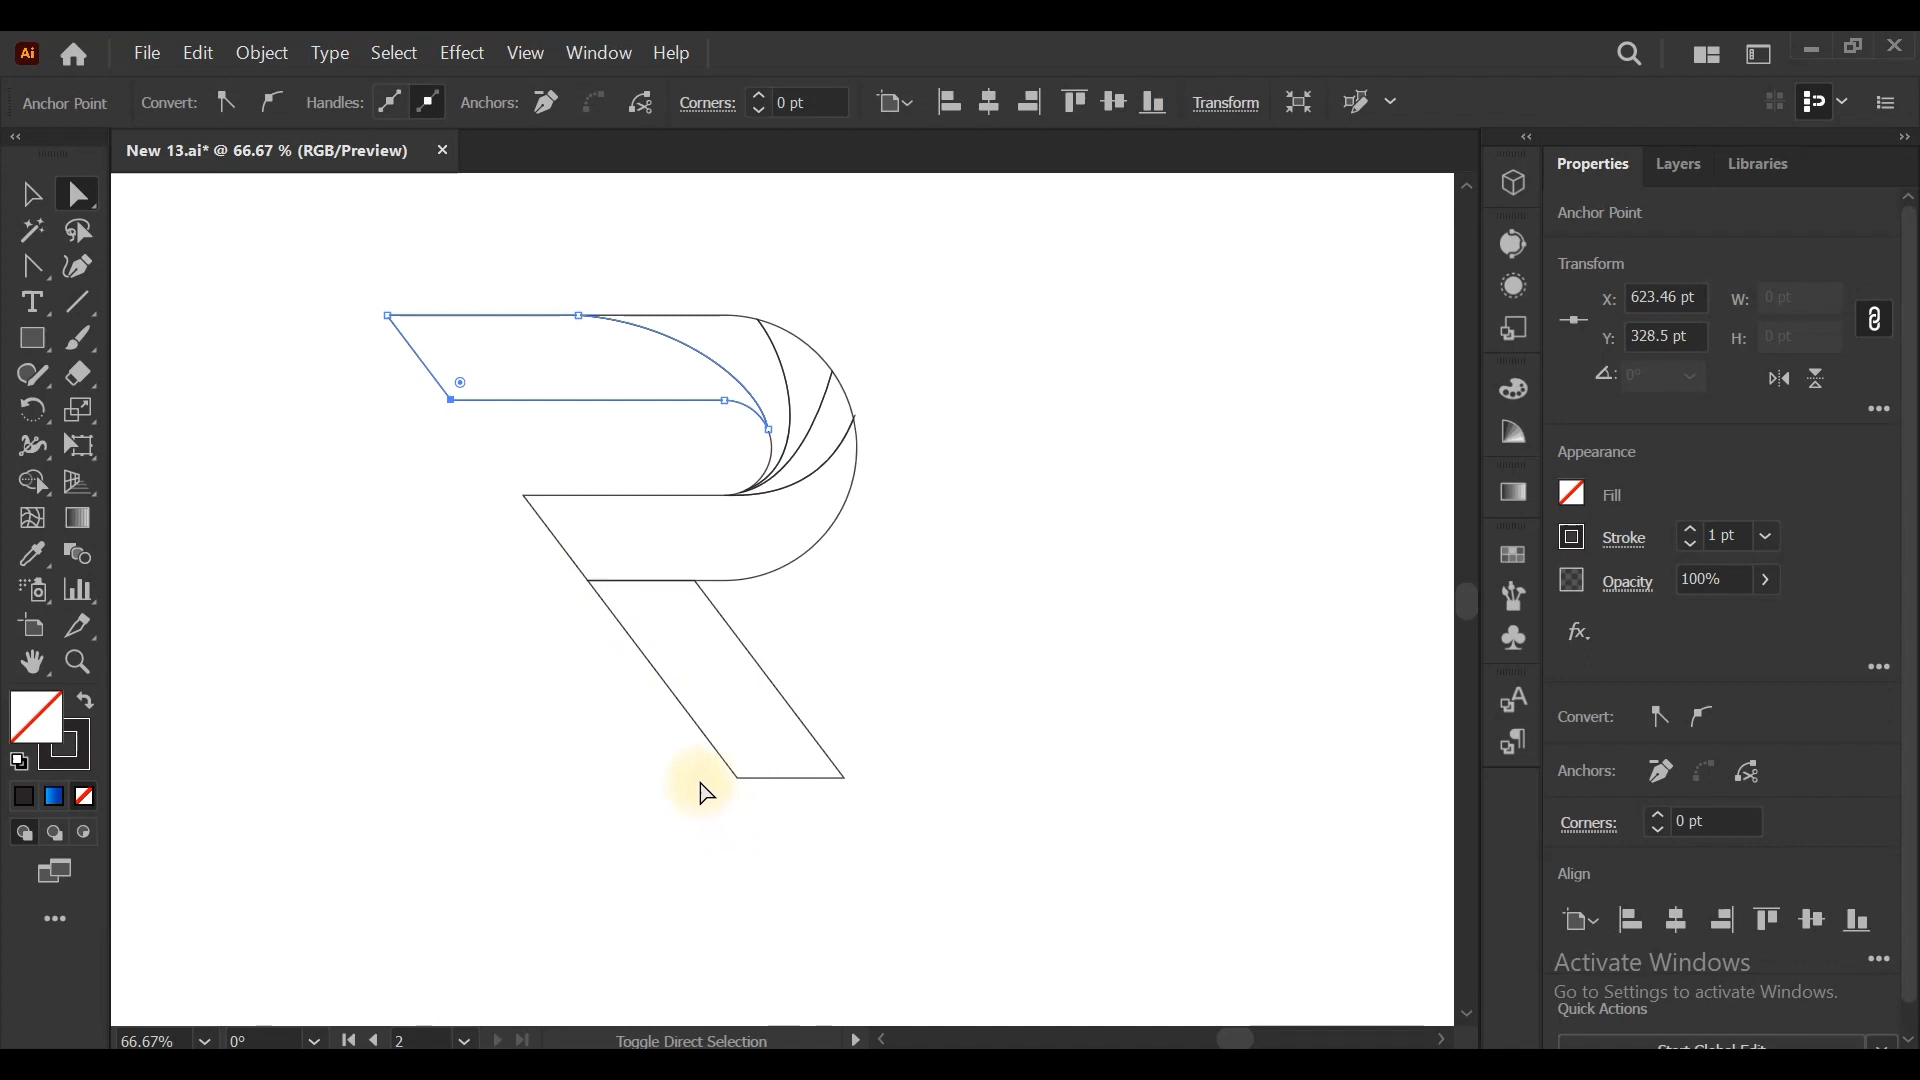 Ai File Edit Object Type Select Effect View Window Help
Anchor Point Convert: Handles: Anchors: Corners: 0 pt Transform
New 13.ai* @ 66.67 % (RGB/Preview)
Properties Layers Libraries
Anchor Point
Transform
X: 623.46 pt W: 0 pt
Y: 328.5 pt H: 0 pt
0°
Appearance
Fill
Stroke 1 pt
Opacity 100%
fx.
Convert:
Anchors:
Corners: 0 pt
Align
Activate Windows
Go to Settings to activate Windows.
Quick Actions
Start Global Edit
66.67% 0° 2 Toggle Direct Selection